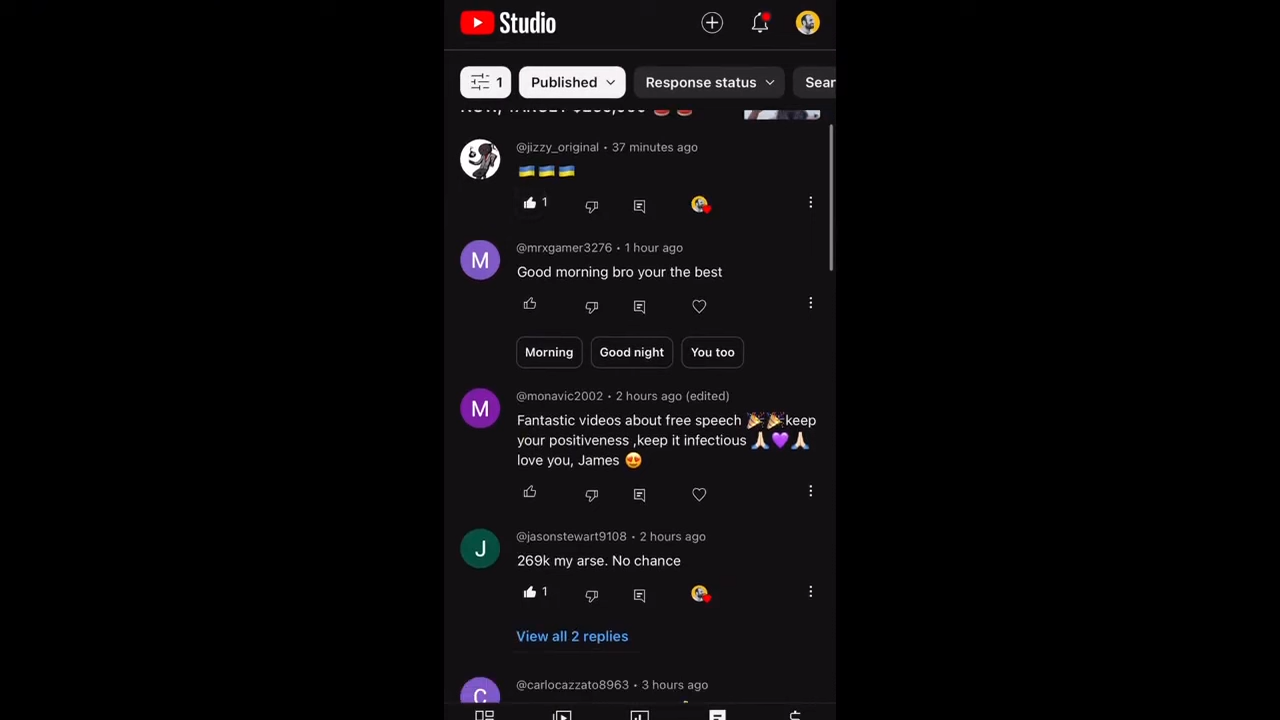 Studio
1
Published
Response status
Sear
@jizzy_original • 37 minutes ago
🇺🇦🇺🇦🇺🇦
1
M
@mrxgamer3276 • 1 hour ago
Good morning bro your the best
Morning
Good night
You too
M
@monavic2002 • 2 hours ago (edited)
Fantastic videos about free speech 🎉🎉keep
your positiveness ,keep it infectious 🙏🏻💜🙏🏻
love you, James 😍
J
@jasonstewart9108 • 2 hours ago
269k my arse. No chance
1
View all 2 replies
C
@carlocazzato8963 • 3 hours ago